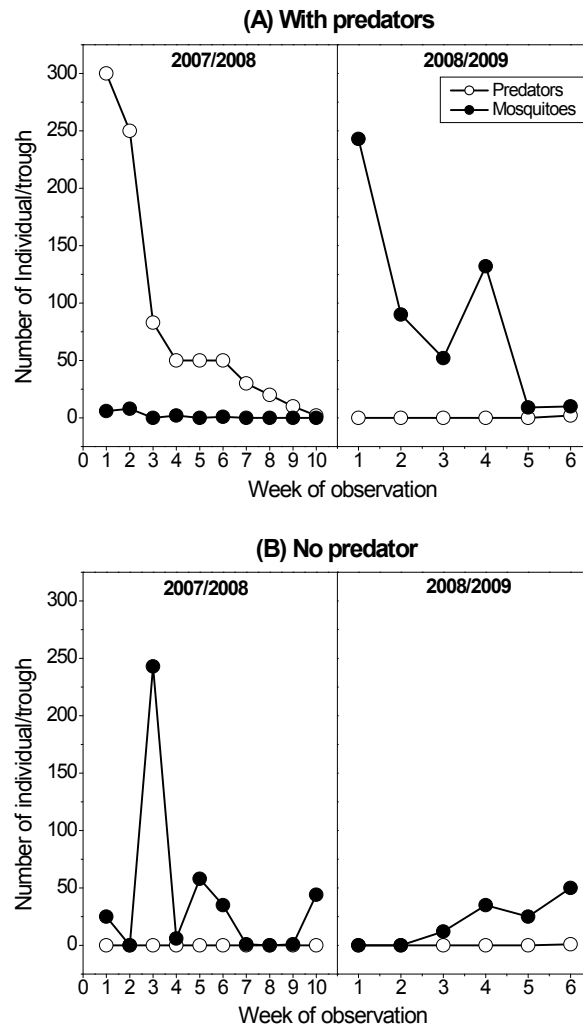 (A) With predators
2007/2008
2008/2009
Predators
Mosquitoes
Number of Individual/trough
300
250
200
150
100
50
0
0 1 2 3 4 5 6 7 8 9 10
1 2 3 4 5 6
Week of observation
(B) No predator
2007/2008
2008/2009
Number of individual/trough
300
250
200
150
100
50
0
0 1 2 3 4 5 6 7 8 9 10
1 2 3 4 5 6
Week of observation